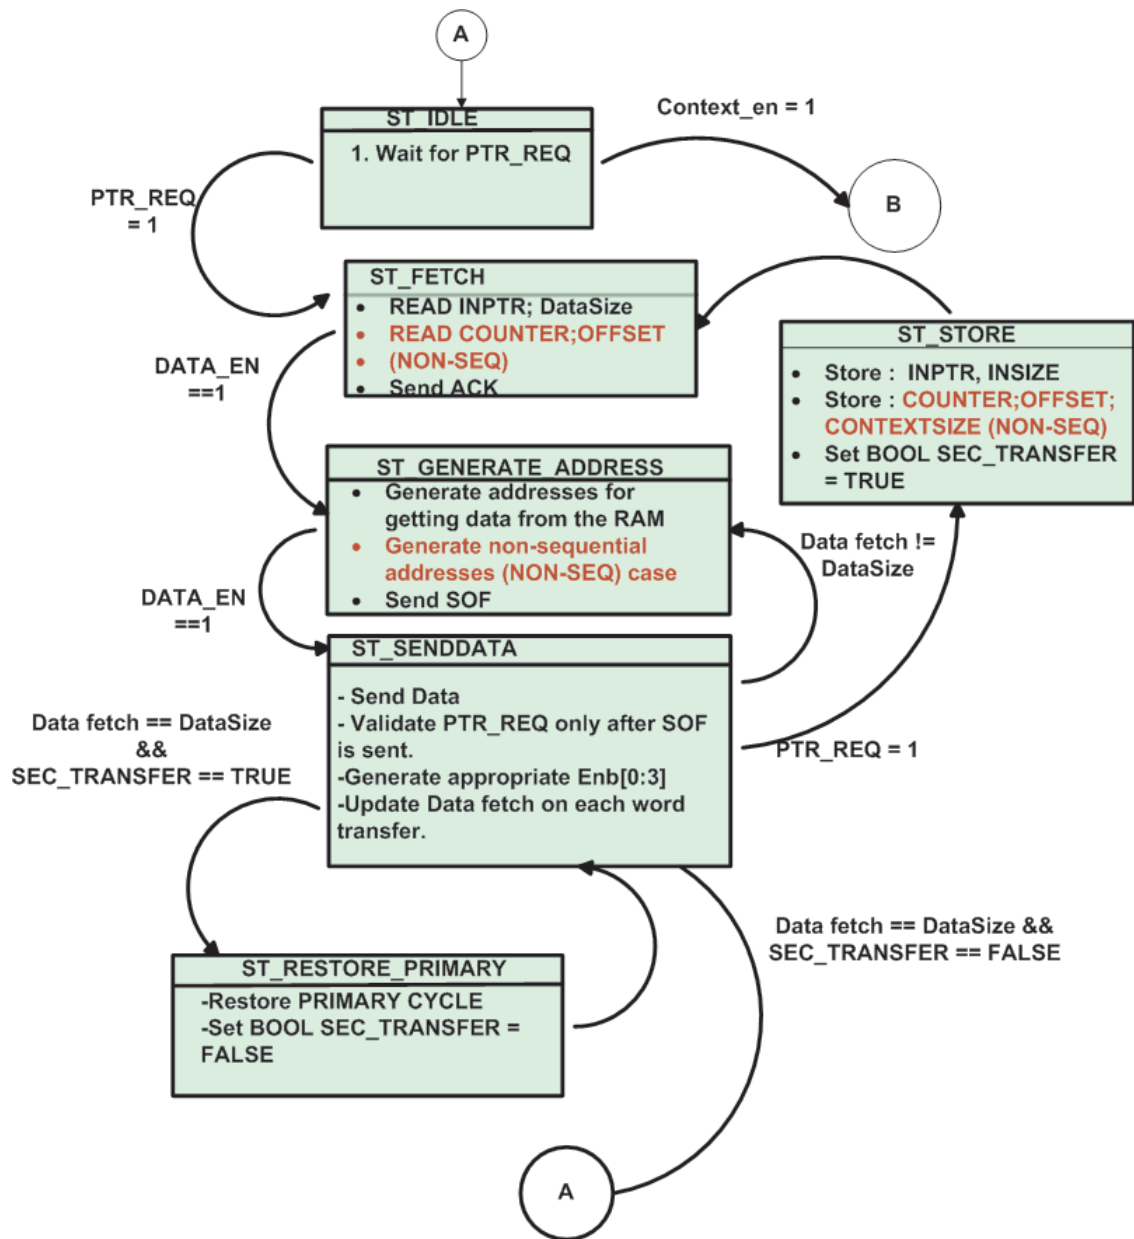 A
ST_IDLE
1. Wait for PTR_REQ
Context_en = 1
B
PTR_REQ
= 1
ST_FETCH
• READ INPTR; DataSize
• READ COUNTER;OFFSET
• (NON-SEQ)
• Send ACK
DATA_EN
==1
ST_STORE
• Store : INPTR, INSIZE
• Store : COUNTER;OFFSET;
CONTEXTSIZE (NON-SEQ)
• Set BOOL SEC_TRANSFER
= TRUE
ST_GENERATE_ADDRESS
• Generate addresses for
getting data from the RAM
• Generate non-sequential
addresses (NON-SEQ) case
• Send SOF
Data fetch !=
DataSize
DATA_EN
==1
ST_SENDDATA
- Send Data
- Validate PTR_REQ only after SOF
is sent.
-Generate appropriate Enb[0:3]
-Update Data fetch on each word
transfer.
PTR_REQ = 1
Data fetch == DataSize
&&
SEC_TRANSFER == TRUE
Data fetch == DataSize &&
SEC_TRANSFER == FALSE
ST_RESTORE_PRIMARY
-Restore PRIMARY CYCLE
-Set BOOL SEC_TRANSFER =
FALSE
A